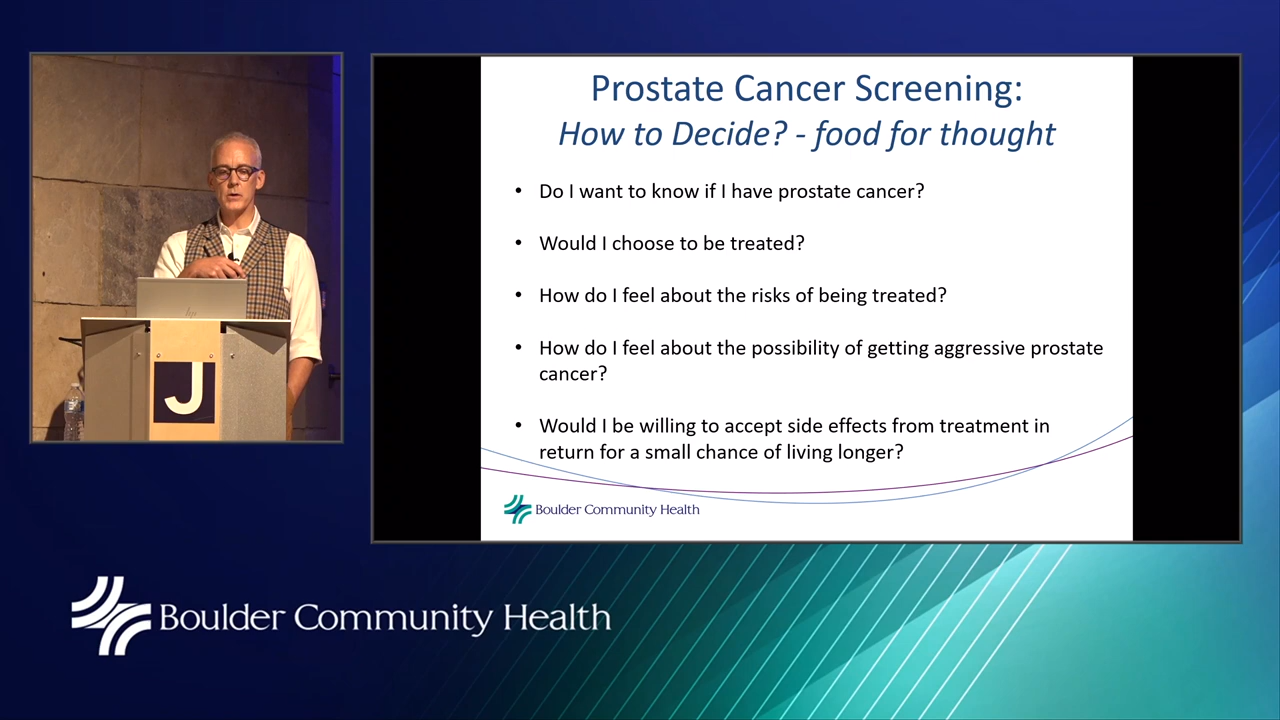 Prostate Cancer Screening:
How to Decide? - food for thought
• Do I want to know if I have prostate cancer?
• Would I choose to be treated?
• How do I feel about the risks of being treated?
• How do I feel about the possibility of getting aggressive prostate
cancer?
• Would I be willing to accept side effects from treatment in
return for a small chance of living longer?
Boulder Community Health
hp
J
Boulder Community Health